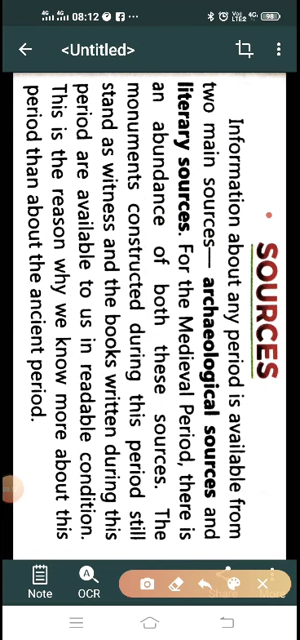 08:12
<Untitled>
SOURCES
Information about any period is available from
two main sources— archaeological sources and
literary sources. For the Medieval Period, there is
an abundance of both these sources. The
monuments constructed during this period still
stand as witness and the books written during this
period are available to us in readable condition.
This is the reason why we know more about this
period than about the ancient period.
Note
OCR
Share
More